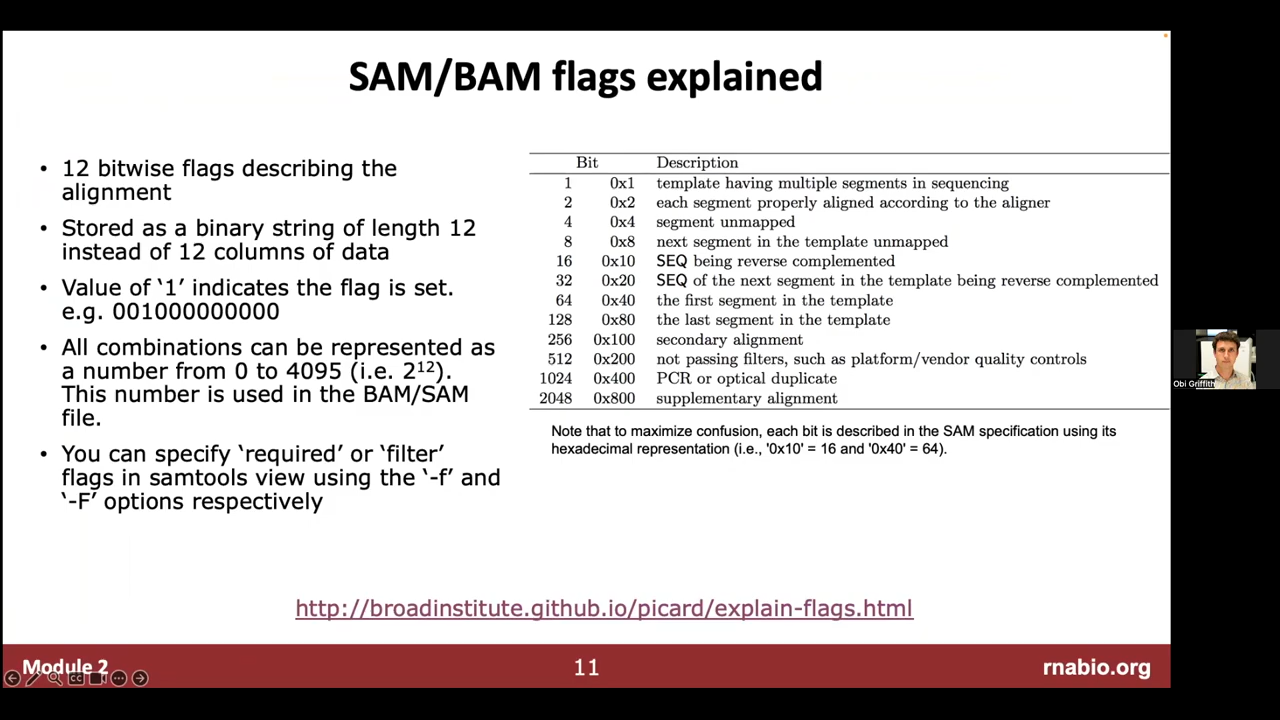 SAM/BAM flags explained
• 12 bitwise flags describing the
alignment
• Stored as a binary string of length 12
instead of 12 columns of data
• Value of ‘1’ indicates the flag is set.
e.g. 001000000000
• All combinations can be represented as
a number from 0 to 4095 (i.e. 2¹²).
This number is used in the BAM/SAM
file.
• You can specify ‘required’ or ‘filter’
flags in samtools view using the ‘-f’ and
‘-F’ options respectively
Bit Description
1 0x1 template having multiple segments in sequencing
2 0x2 each segment properly aligned according to the aligner
4 0x4 segment unmapped
8 0x8 next segment in the template unmapped
16 0x10 SEQ being reverse complemented
32 0x20 SEQ of the next segment in the template being reverse complemented
64 0x40 the first segment in the template
128 0x80 the last segment in the template
256 0x100 secondary alignment
512 0x200 not passing filters, such as platform/vendor quality controls
1024 0x400 PCR or optical duplicate
2048 0x800 supplementary alignment
Note that to maximize confusion, each bit is described in the SAM specification using its
hexadecimal representation (i.e., '0x10' = 16 and '0x40' = 64).
http://broadinstitute.github.io/picard/explain-flags.html
Module 2 11 rnabio.org
Obi Griffith